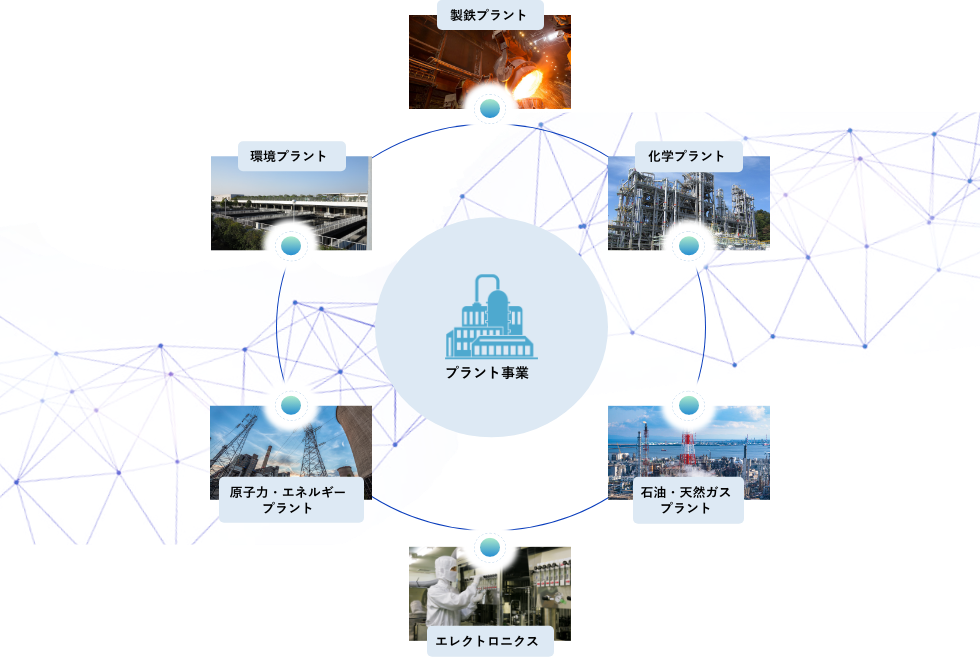 製鉄プラント
環境プラント
化学プラント
プラント事業
原子力・エネルギー
プラント
石油・天然ガス
プラント
エレクトロニクス